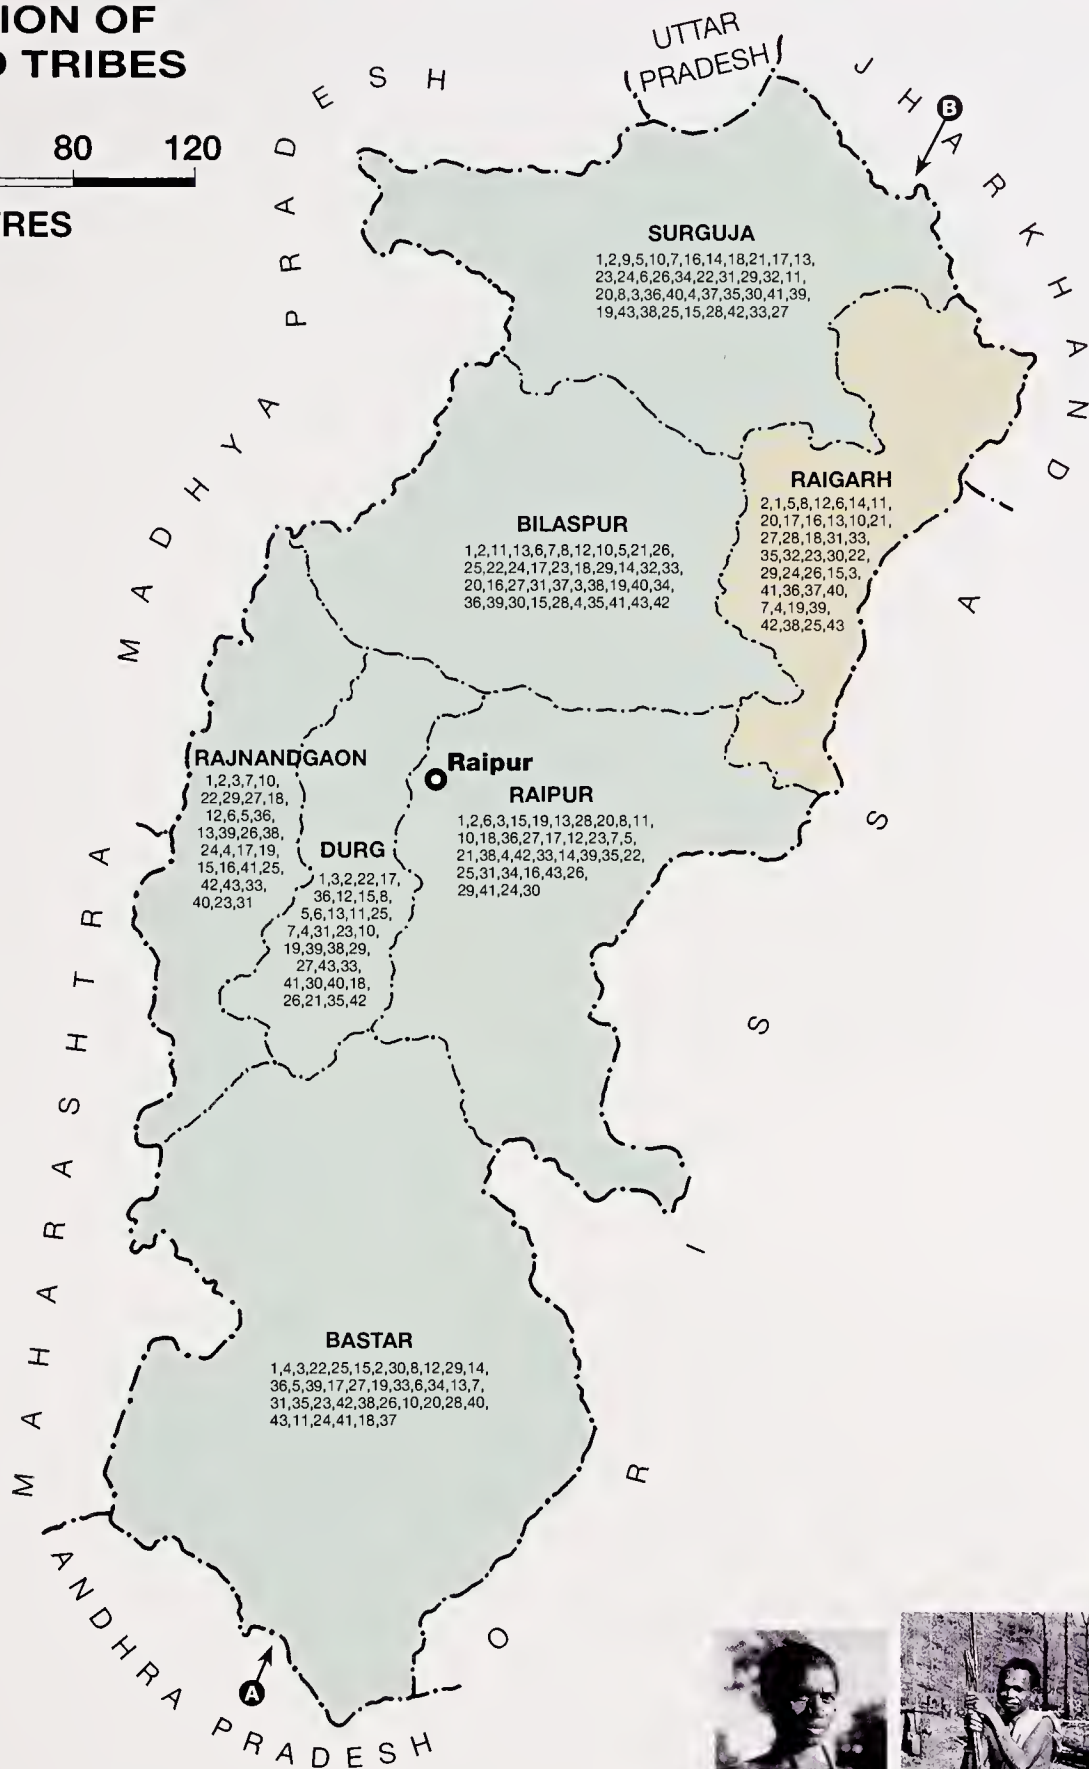 ION OF
TRIBES
80 120
TRES
UTTAR
PRADESH
JHARKHAND
B
MADHYA PRADESH
SURGUJA
1,2,9,5,10,7,16,14,18,21,17,13,
23,24,6,26,34,22,31,29,32,11,
20,8,3,36,40,4,37,35,30,41,39,
19,43,38,25,15,28,42,33,27
RAIGARH
2,1,5,8,12,6,14,11,
20,17,16,13,10,21,
27,28,18,31,33,
35,32,23,30,22,
29,24,26,15,3,
41,36,37,40,
7,4,19,39,
42,38,25,43
BILASPUR
1,2,11,13,6,7,8,12,10,5,21,26,
25,22,24,17,23,18,29,14,32,33,
20,16,27,31,37,3,38,19,40,34,
36,39,30,15,28,4,35,41,43,42
RAJNANDGAON
1,2,3,7,10,
22,29,27,18,
12,6,5,36,
13,39,26,38,
24,4,17,19,
15,16,41,25,
42,43,33,
40,23,31
Raipur
RAIPUR
1,2,6,3,15,19,13,28,20,8,11,
10,18,36,27,17,12,23,7,5,
21,38,4,42,33,14,39,35,22,
25,31,34,16,43,26,
29,41,24,30
DURG
1,3,2,22,17,
36,12,15,8,
5,6,13,11,25,
7,4,31,23,10,
19,39,38,29,
27,43,33,
41,30,40,18,
26,21,35,42
MAHARASHTRA
ORISSA
BASTAR
1,4,3,22,25,15,2,30,8,12,29,14,
36,5,39,17,27,19,33,6,34,13,7,
31,35,23,42,38,26,10,20,28,40,
43,11,24,41,18,37
A
ANDHRA PRADESH